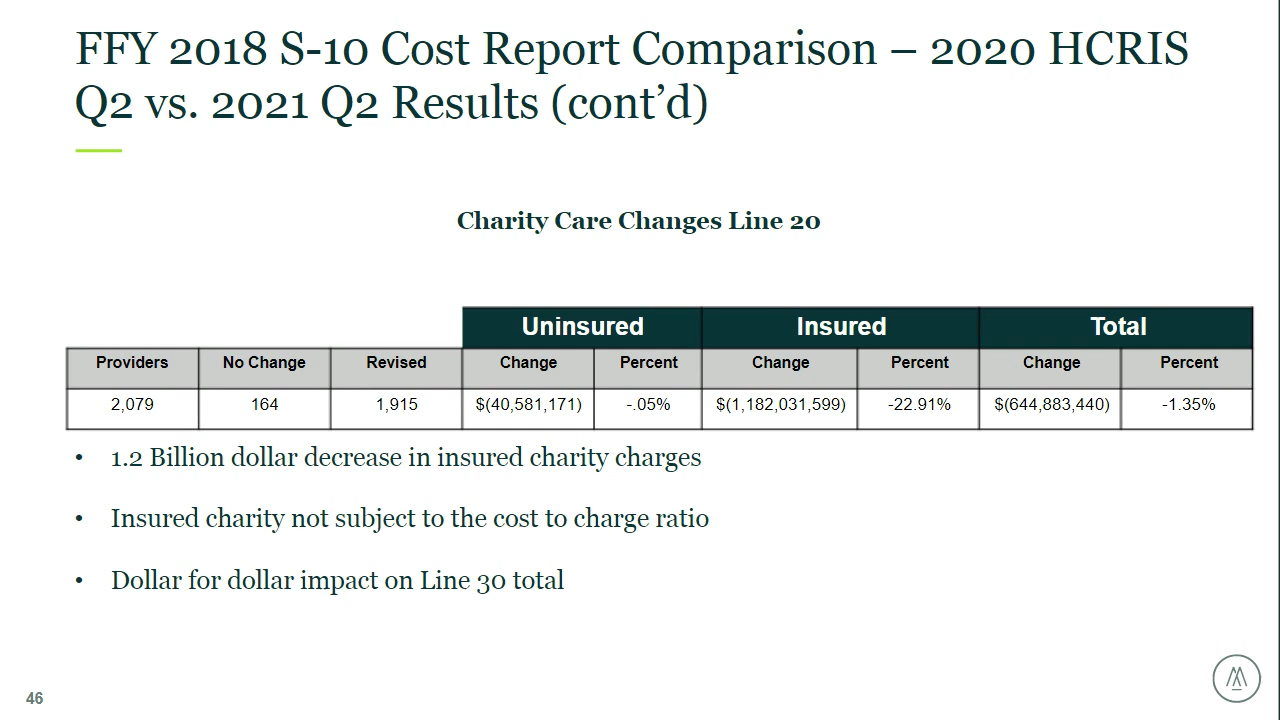 FFY 2018 S-10 Cost Report Comparison – 2020 HCRIS
Q2 vs. 2021 Q2 Results (cont’d)
Charity Care Changes Line 20
Uninsured Insured Total
Providers No Change Revised Change Percent Change Percent Change Percent
2,079 164 1,915 $(40,581,171) -.05% $(1,182,031,599) -22.91% $(644,883,440) -1.35%
• 1.2 Billion dollar decrease in insured charity charges
• Insured charity not subject to the cost to charge ratio
• Dollar for dollar impact on Line 30 total
46